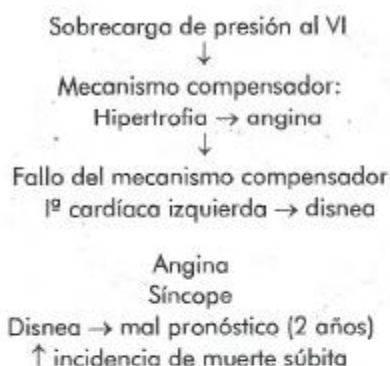 Sobrecarga de presión al VI
↓
Mecanismo compensador:
Hipertrofia → angina
↓
Fallo del mecanismo compensador
Iª cardíaca izquierda → disnea
Angina
Síncope
Disnea → mal pronóstico (2 años)
↑ incidencia de muerte súbita